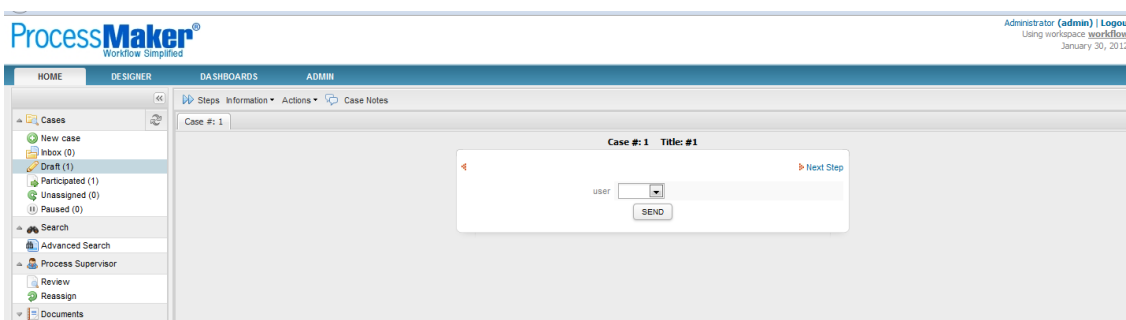 ProcessMaker®
Workflow Simplified
Administrator (admin) | Logou
Using workspace workflow
January 30, 2012
HOME DESIGNER DASHBOARDS ADMIN
Steps Information Actions Case Notes
Cases
Case #: 1
New case
Case #: 1 Title: #1
Inbox (0)
Draft (1)
Next Step
Participated (1)
Unassigned (0)
user
Paused (0)
SEND
Search
Advanced Search
Process Supervisor
Review
Reassign
Documents